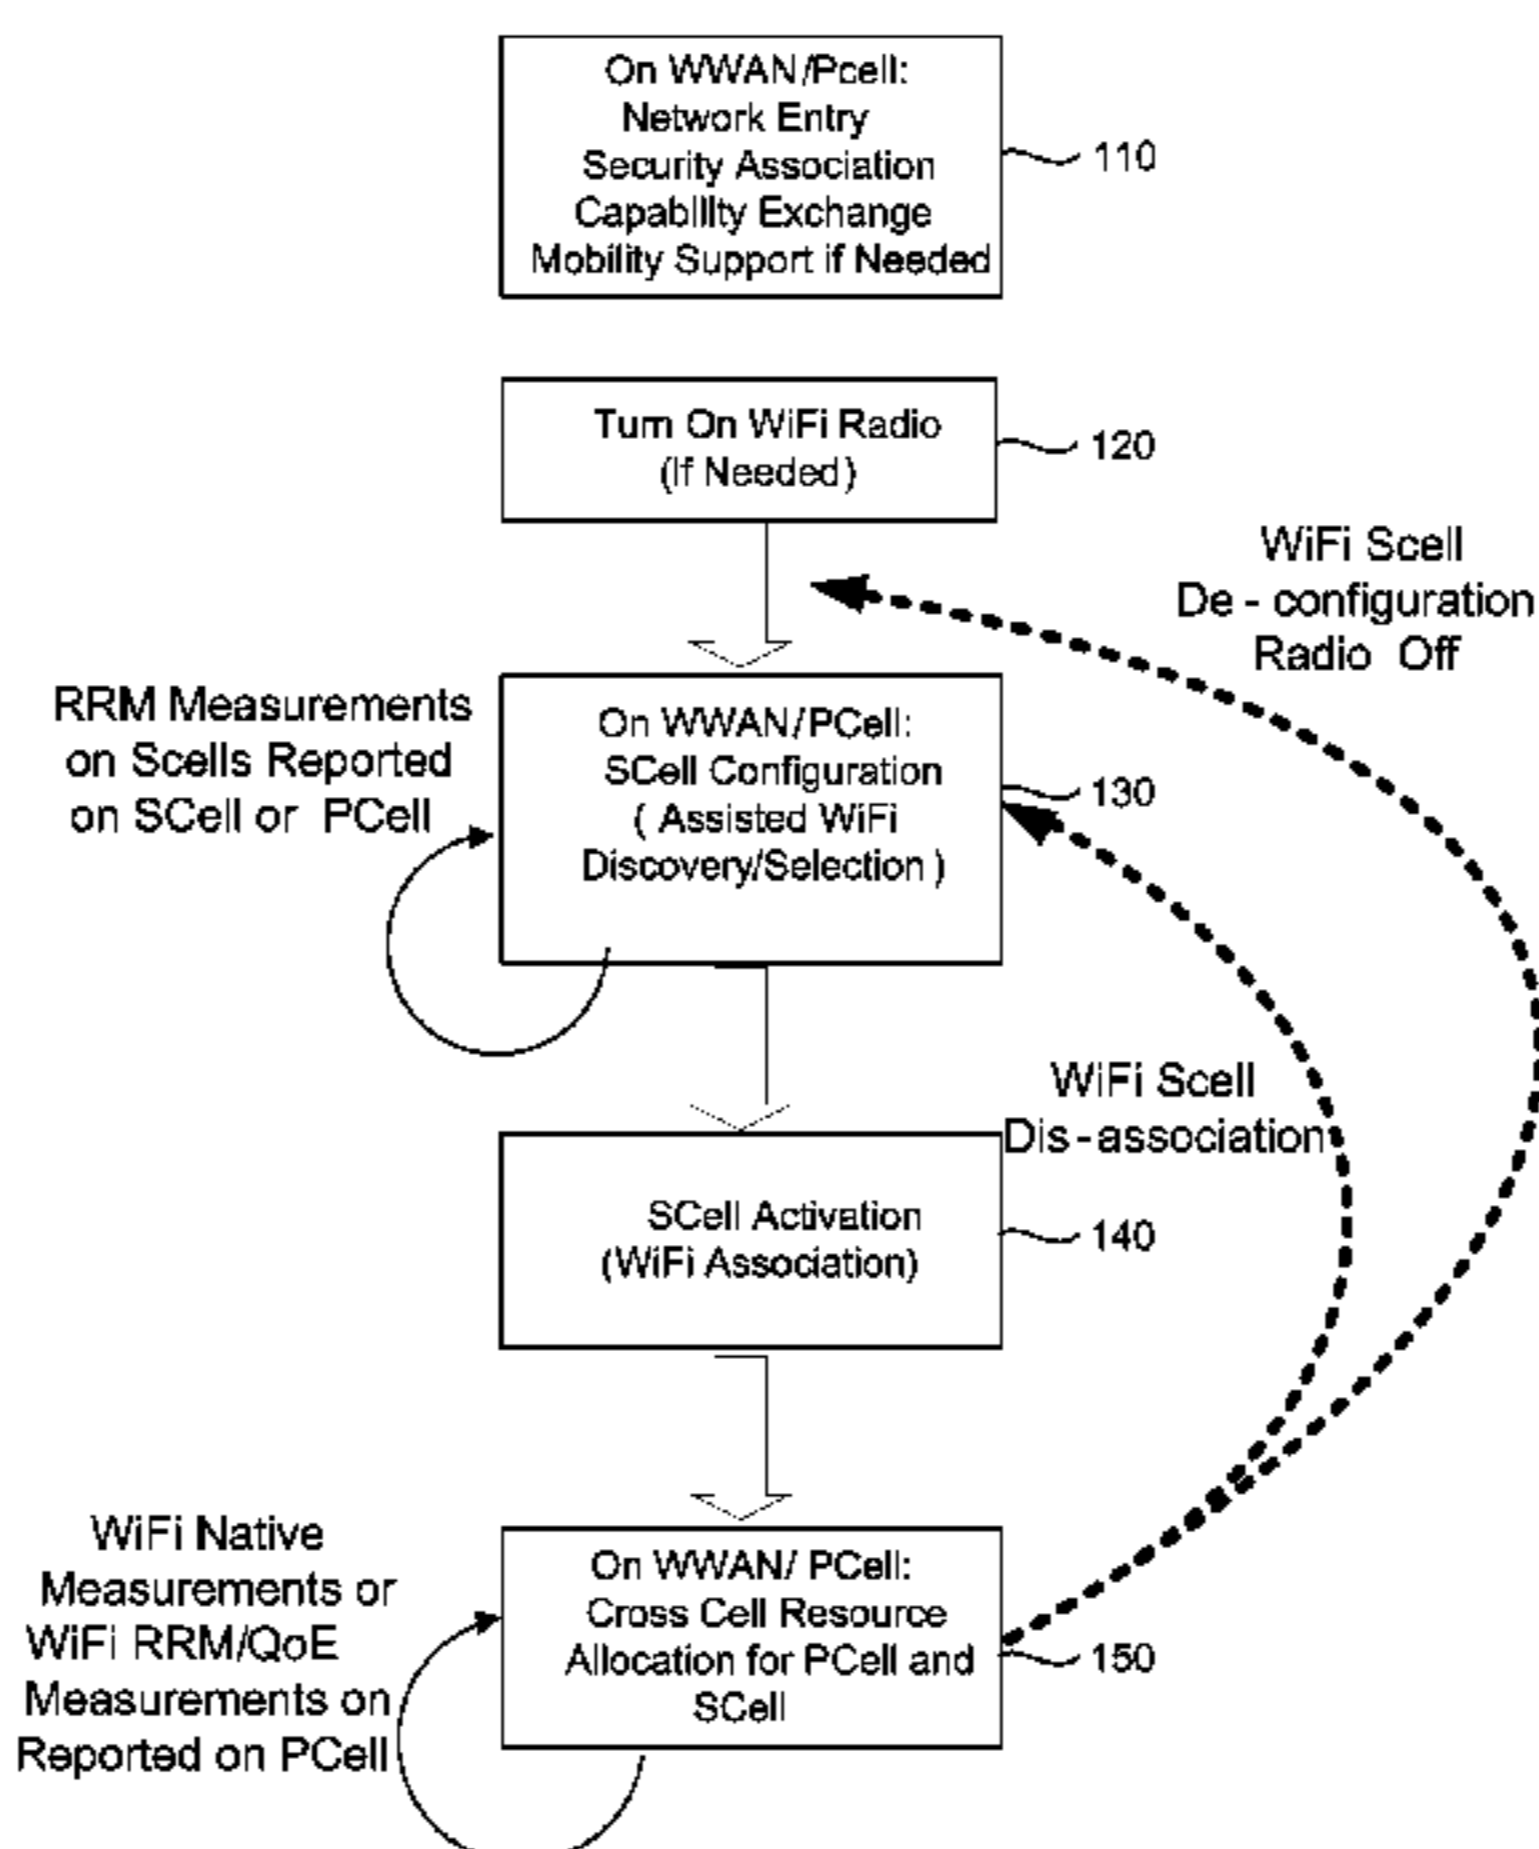 On WWAN/Pcell:
Network Entry
Security Association
Capability Exchange
Mobility Support if Needed
110
Turn On WiFi Radio
(If Needed)
120
WiFi Scell
De - configuration
Radio Off
RRM Measurements
on Scells Reported
on SCell or PCell
On WWAN/PCell:
SCell Configuration
( Assisted WiFi
Discovery/Selection )
130
WiFi Scell
Dis - association
SCell Activation
(WiFi Association)
140
WiFi Native
Measurements or
WiFi RRM/QoE
Measurements on
Reported on PCell
On WWAN/ PCell:
Cross Cell Resource
Allocation for PCell and
SCell
150